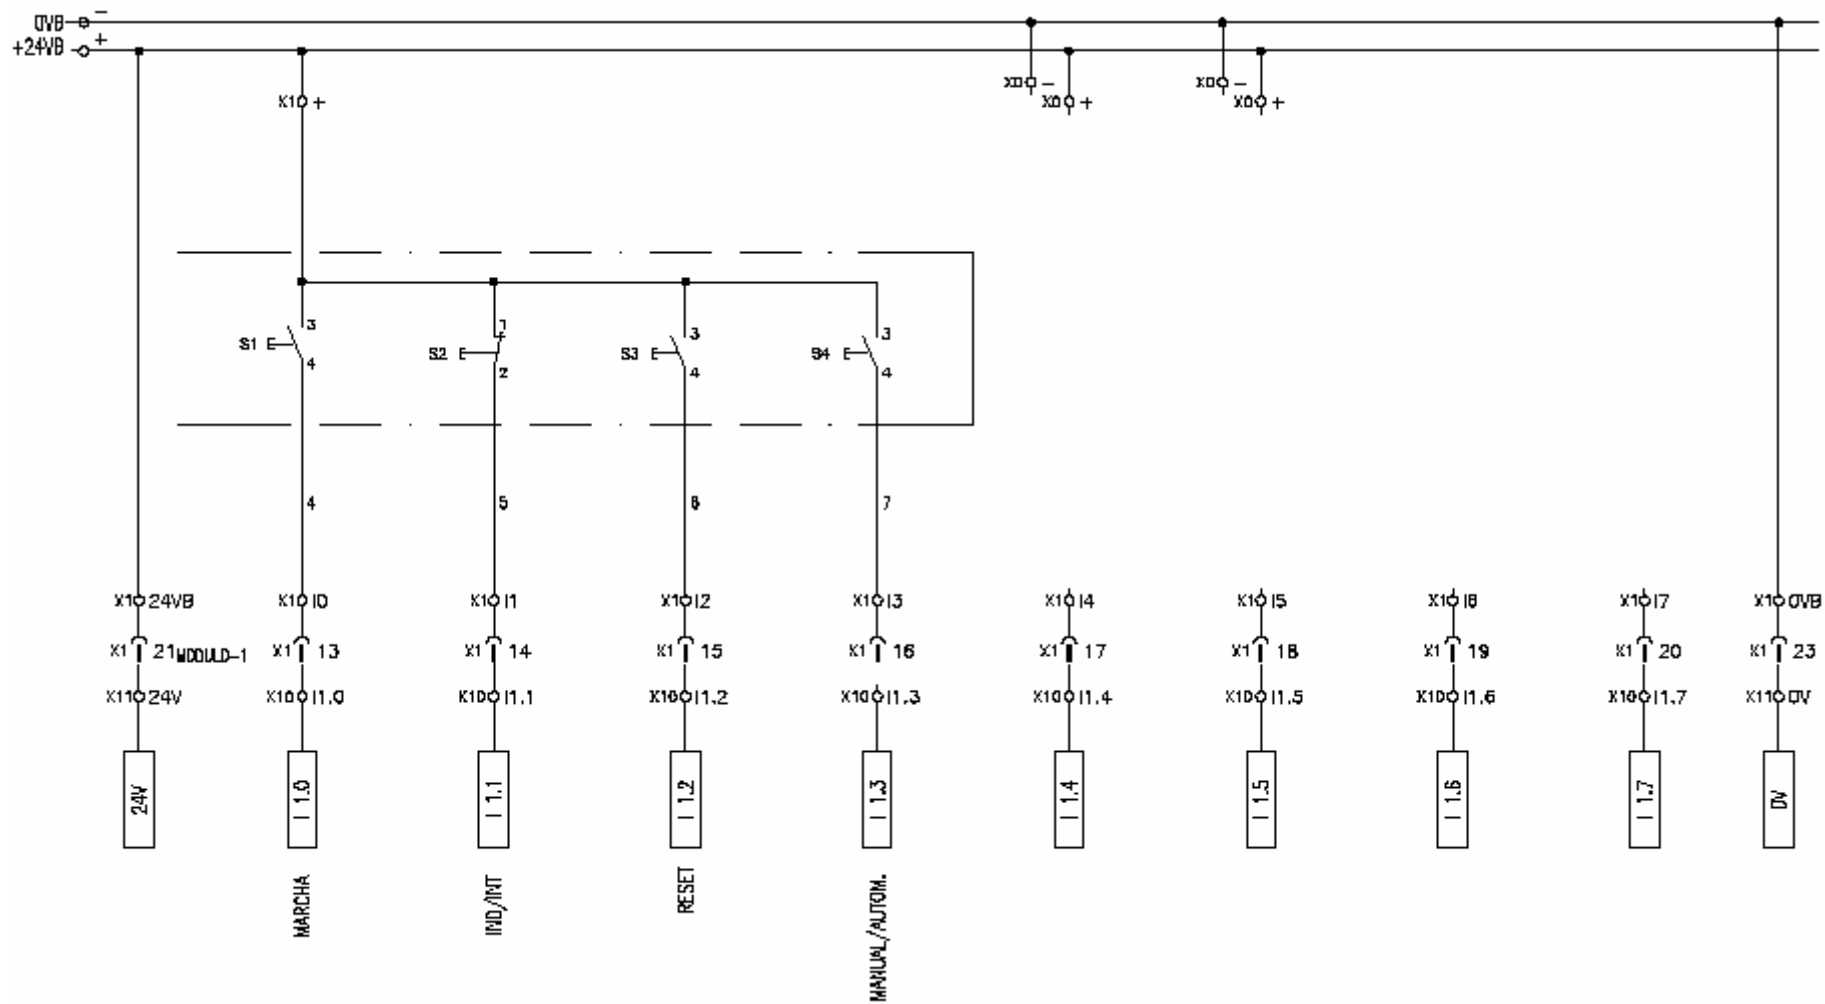 0VB -
+24VB +
X1 +
X0 - X0 -
X0 + X0 +
3 1 3 3
S1 S2 S3 S4
4 2 4 4
4 5 6 7
X1 24VB X1 I0 X1 I1 X1 I2 X1 I3 X1 I4 X1 I5 X1 I6 X1 I7 X1 0VB
X1 21 MODULO-1 X1 13 X1 14 X1 15 X1 16 X1 17 X1 18 X1 19 X1 20 X1 23
X11 24V X10 I1.0 X10 I1.1 X10 I1.2 X10 I1.3 X10 I1.4 X10 I1.5 X10 I1.6 X10 I1.7 X11 0V
24V I 1.0 I 1.1 I 1.2 I 1.3 I 1.4 I 1.5 I 1.6 I 1.7 0V
MARCHA
IND/INT
RESET
MANUAL/AUTOM.